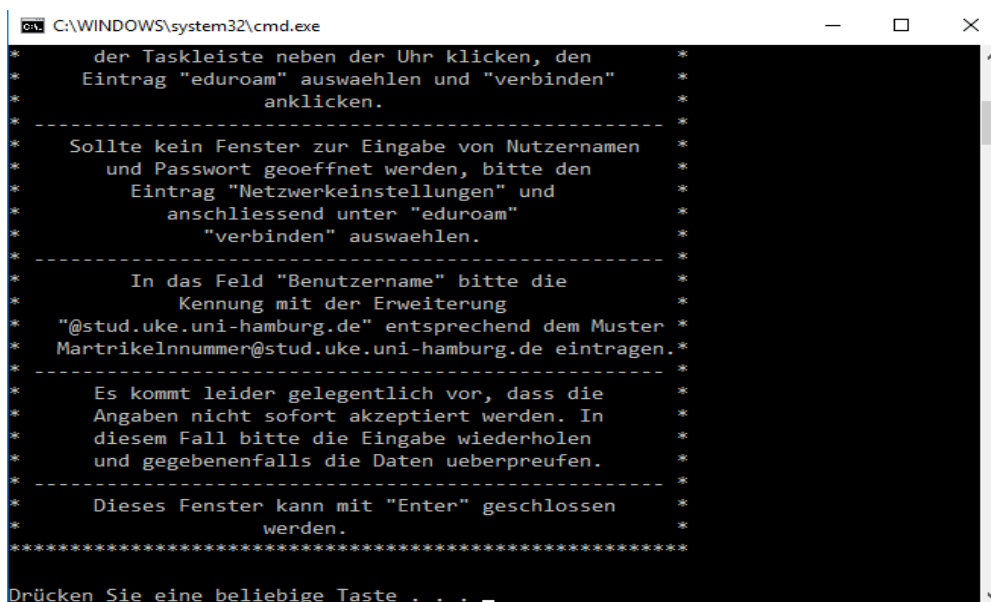 C:\WINDOWS\system32\cmd.exe
* der Taskleiste neben der Uhr klicken, den *
* Eintrag "eduroam" auswaehlen und "verbinden" *
* anklicken. *
* ---------------------------------------------------- *
* Sollte kein Fenster zur Eingabe von Nutzernamen *
* und Passwort geoeffnet werden, bitte den *
* Eintrag "Netzwerkeinstellungen" und *
* anschliessend unter "eduroam" *
* "verbinden" auswaehlen. *
* ---------------------------------------------------- *
* In das Feld "Benutzername" bitte die *
* Kennung mit der Erweiterung *
* "@stud.uke.uni-hamburg.de" entsprechend dem Muster *
* Martrikelnnummer@stud.uke.uni-hamburg.de eintragen.*
* ---------------------------------------------------- *
* Es kommt leider gelegentlich vor, dass die *
* Angaben nicht sofort akzeptiert werden. In *
* diesem Fall bitte die Eingabe wiederholen *
* und gegebenenfalls die Daten ueberpreufen. *
* ---------------------------------------------------- *
* Dieses Fenster kann mit "Enter" geschlossen *
* werden. *
********************************************************
Drücken Sie eine beliebige Taste . . . _